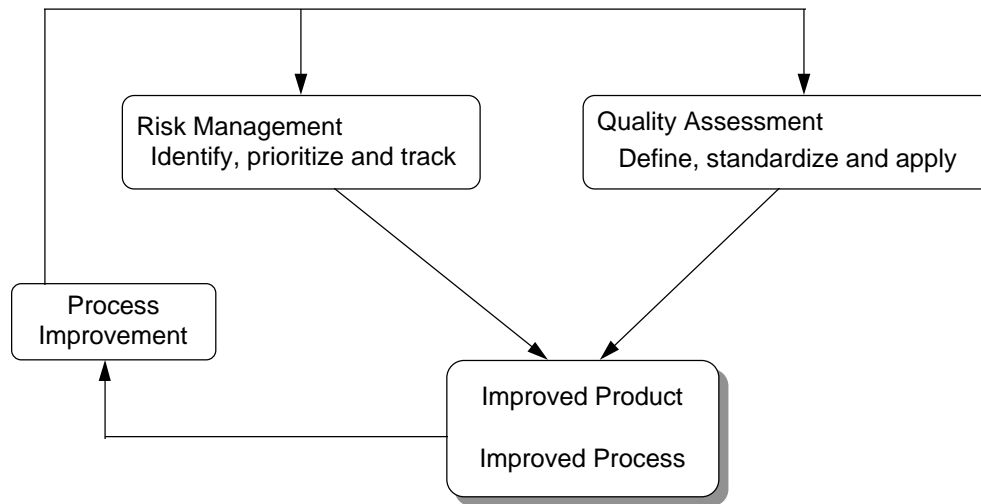 Risk Management
Identify, prioritize and track
Quality Assessment
Define, standardize and apply
Process
Improvement
Improved Product
Improved Process